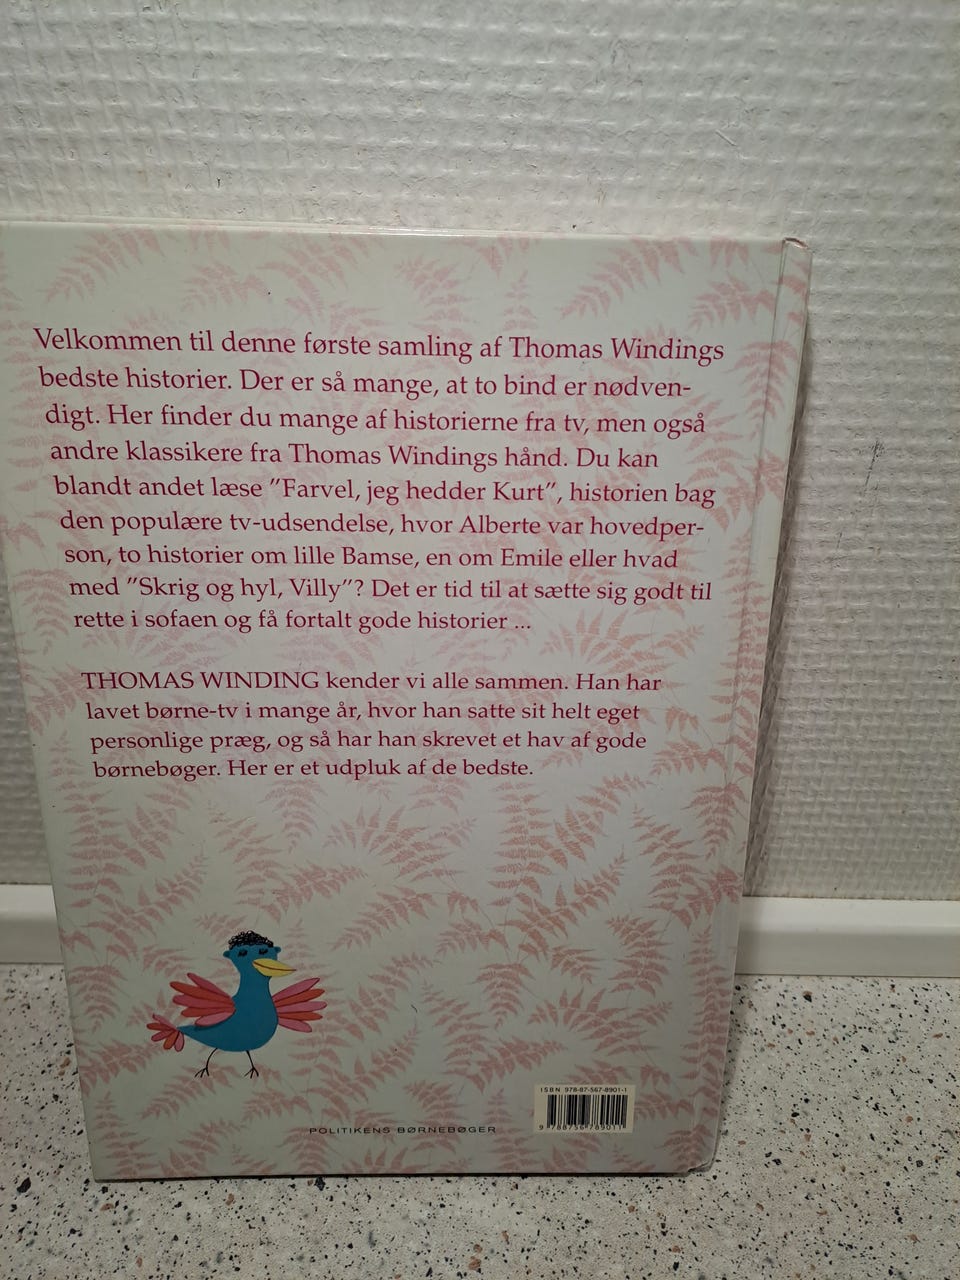 Velkommen til denne første samling af Thomas Windings
bedste historier. Der er så mange, at to bind er nødven-
digt. Her finder du mange af historierne fra tv, men også
andre klassikere fra Thomas Windings hånd. Du kan
blandt andet læse ”Farvel, jeg hedder Kurt”, historien bag
den populære tv-udsendelse, hvor Alberte var hovedper-
son, to historier om lille Bamse, en om Emile eller hvad
med ”Skrig og hyl, Villy”? Det er tid til at sætte sig godt til
rette i sofaen og få fortalt gode historier ...
THOMAS WINDING kender vi alle sammen. Han har
lavet børne-tv i mange år, hvor han satte sit helt eget
personlige præg, og så har han skrevet et hav af gode
børnebøger. Her er et udpluk af de bedste.
POLITIKENS BØRNEBØGER
ISBN 978-87-567-8901-1
9 788756 789011